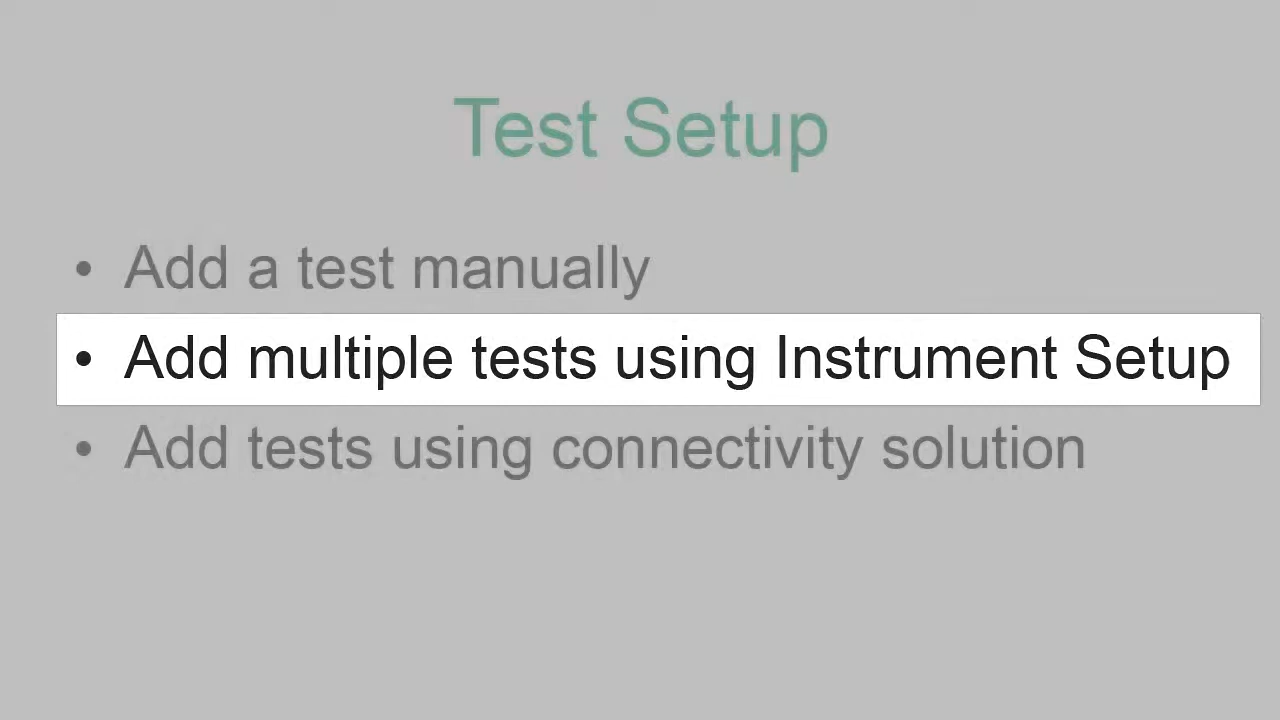 Test Setup
• Add a test manually
• Add multiple tests using Instrument Setup
• Add tests using connectivity solution